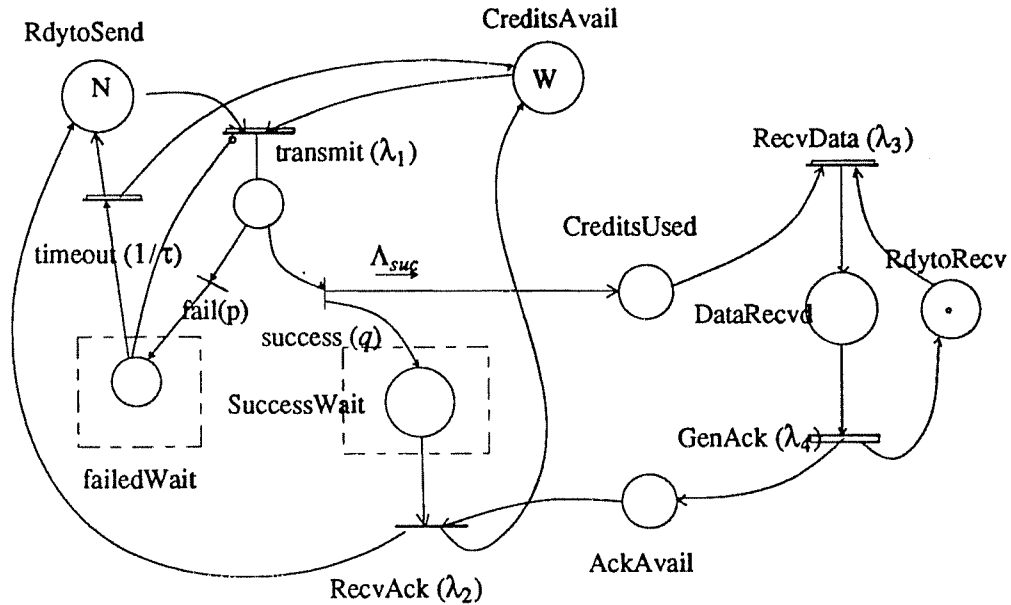 RdytoSend
CreditsAvail
N
W
transmit (λ₁)
RecvData (λ₃)
CreditsUsed
timeout (1/τ)
Λsuc
RdytoRecv
fail(p)
DataRecvd
success (q)
SuccessWait
GenAck (λ₄)
failedWait
AckAvail
RecvAck (λ₂)